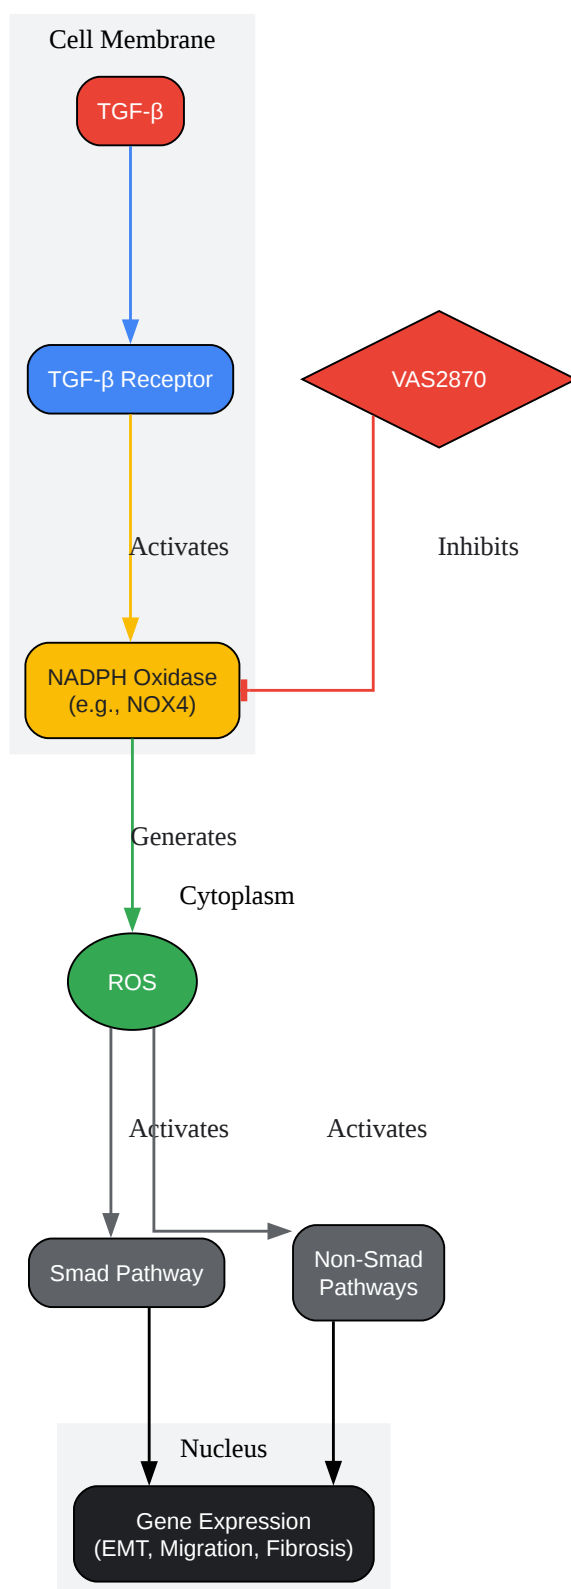 Cell Membrane
TGF-β
TGF-β Receptor
VAS2870
Activates
Inhibits
NADPH Oxidase
(e.g., NOX4)
Generates
Cytoplasm
ROS
Activates
Activates
Smad Pathway
Non-Smad
Pathways
Nucleus
Gene Expression
(EMT, Migration, Fibrosis)